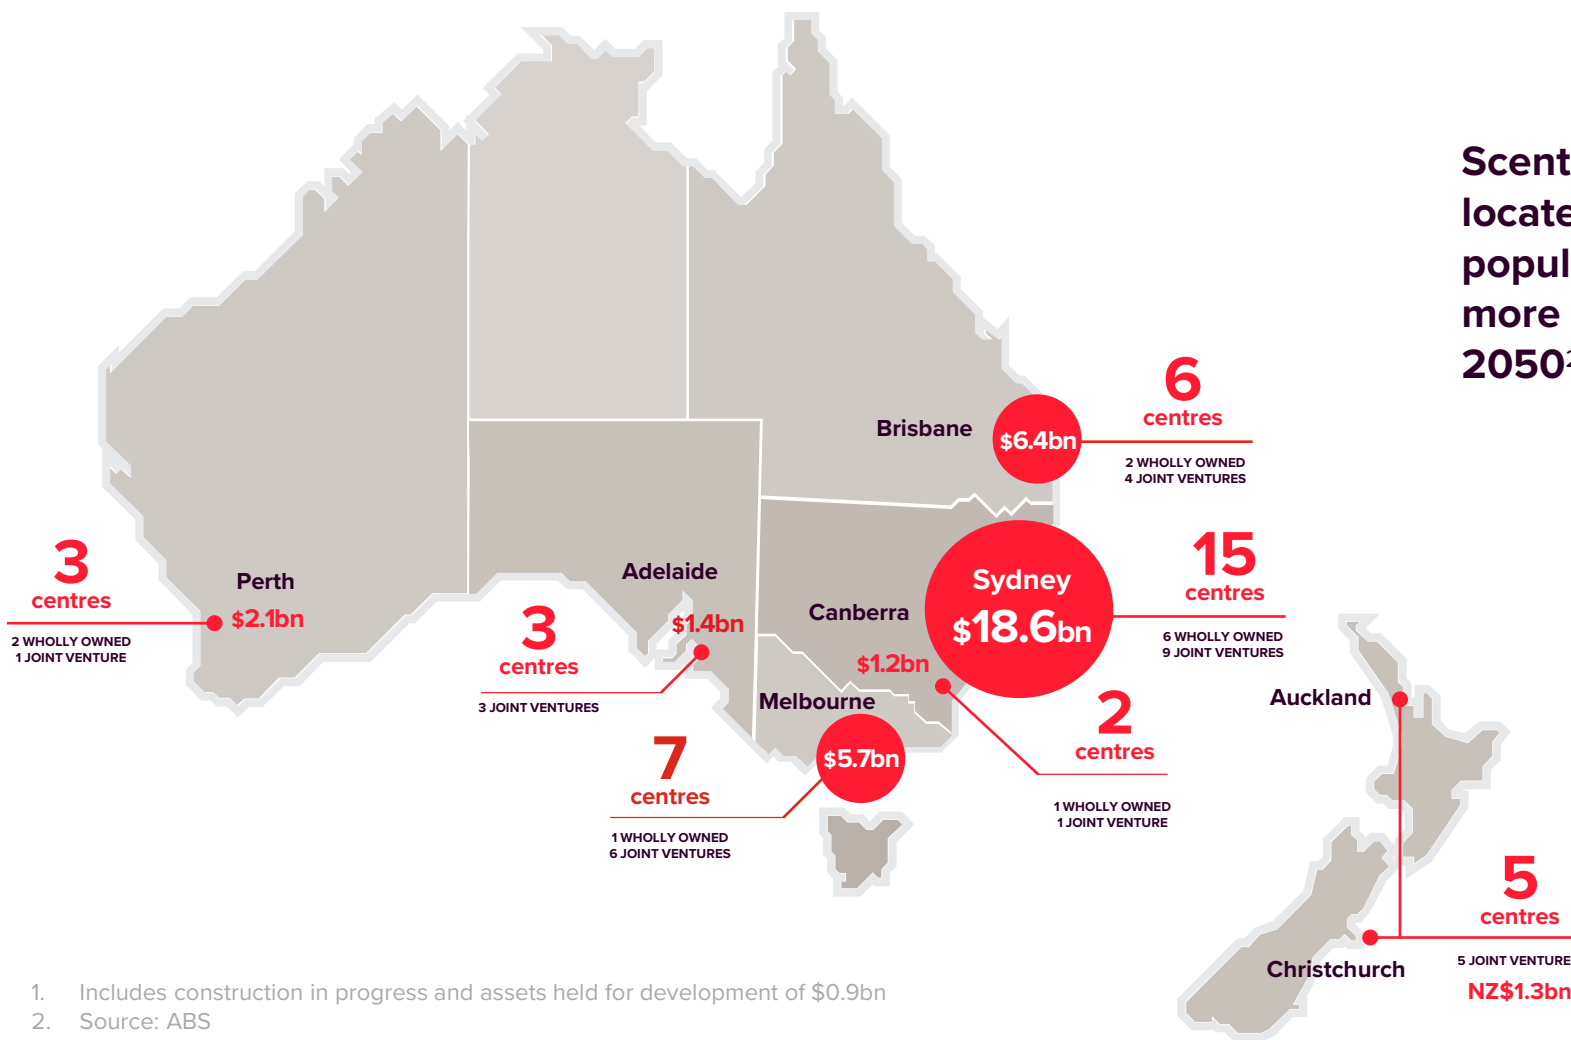 Scent
locate
popul
more
2050²
6
centres
Brisbane
$6.4bn
2 WHOLLY OWNED
4 JOINT VENTURES
15
centres
Sydney
$18.6bn
6 WHOLLY OWNED
9 JOINT VENTURES
3
centres
Perth
$2.1bn
2 WHOLLY OWNED
1 JOINT VENTURE
Adelaide
$1.4bn
3
centres
3 JOINT VENTURES
Canberra
$1.2bn
2
centres
1 WHOLLY OWNED
1 JOINT VENTURE
Melbourne
$5.7bn
7
centres
1 WHOLLY OWNED
6 JOINT VENTURES
Auckland
5
centres
Christchurch
5 JOINT VENTURE
NZ$1.3bn
1. Includes construction in progress and assets held for development of $0.9bn
2. Source: ABS